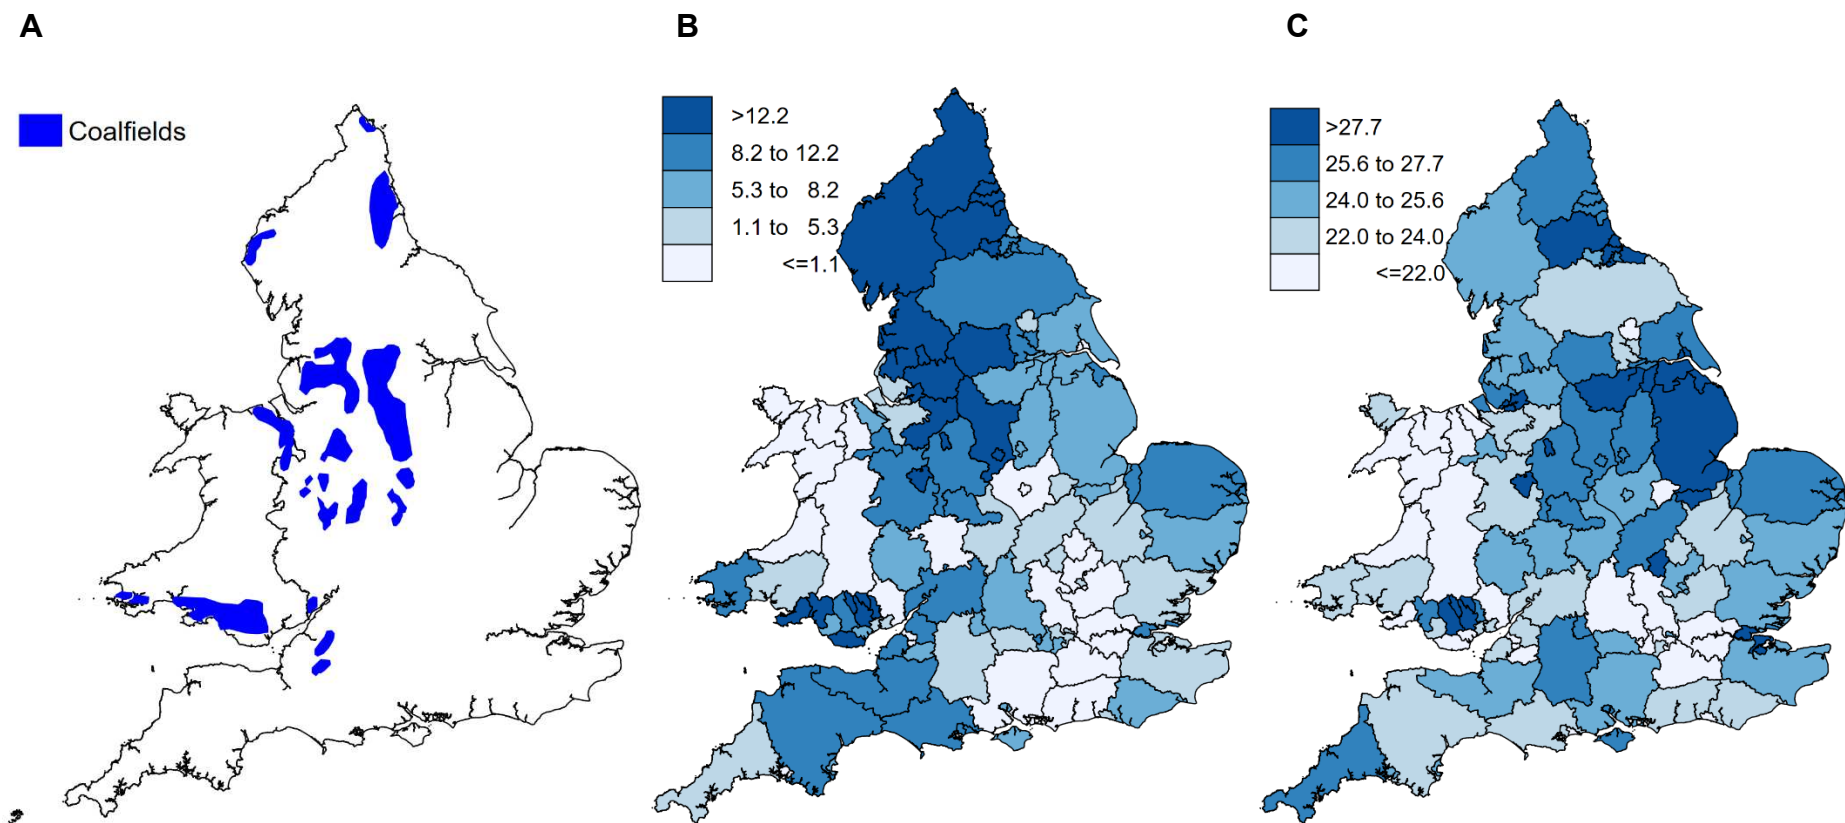 A
B
C
Coalfields
>12.2
8.2 to 12.2
5.3 to 8.2
1.1 to 5.3
<=1.1
>27.7
25.6 to 27.7
24.0 to 25.6
22.0 to 24.0
<=22.0